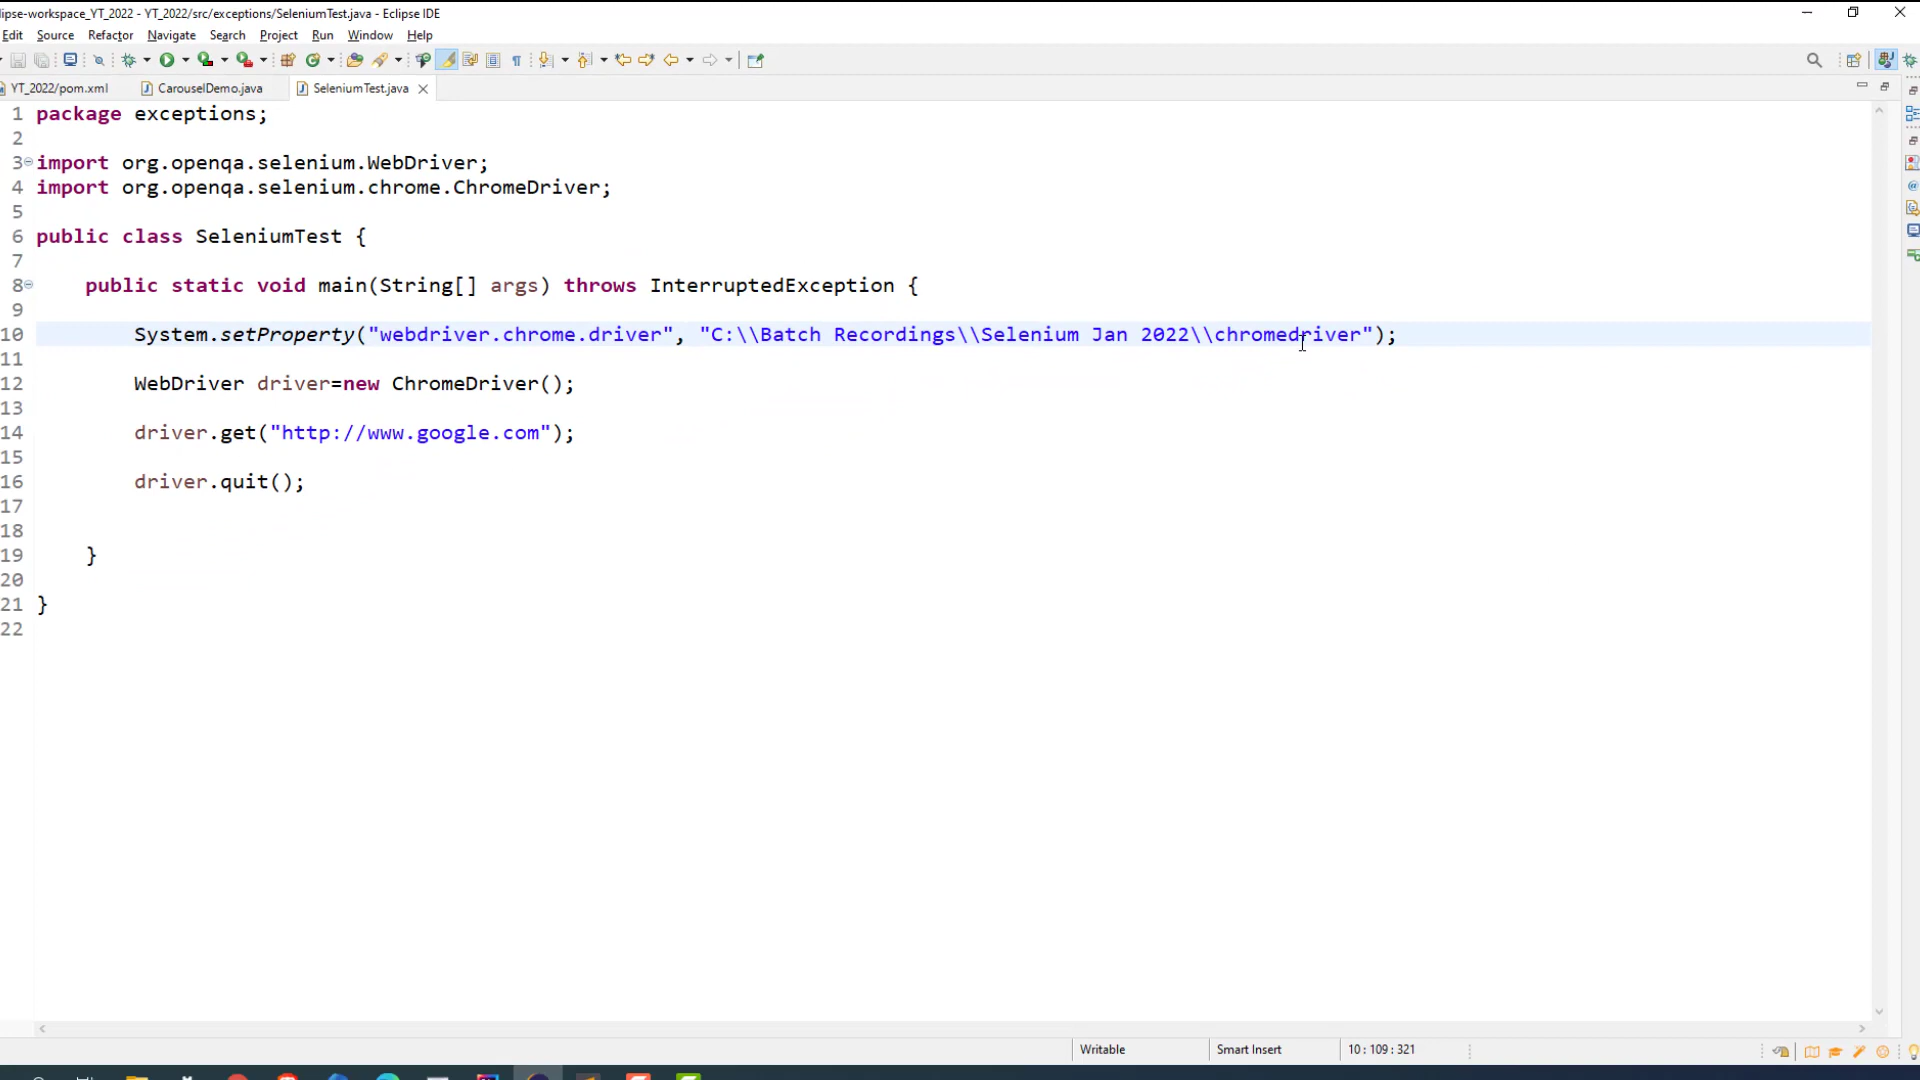 lipse-workspace_YT_2022 - YT_2022/src/exceptions/SeleniumTest.java - Eclipse IDE
Edit Source Refactor Navigate Search Project Run Window Help
YT_2022/pom.xml CarouselDemo.java SeleniumTest.java
1 package exceptions;
2
3 import org.openqa.selenium.WebDriver;
4 import org.openqa.selenium.chrome.ChromeDriver;
5
6 public class SeleniumTest {
7
8 public static void main(String[] args) throws InterruptedException {
9
10 System.setProperty("webdriver.chrome.driver", "C:\\Batch Recordings\\Selenium Jan 2022\\chromedriver");
11
12 WebDriver driver=new ChromeDriver();
13
14 driver.get("http://www.google.com");
15
16 driver.quit();
17
18
19 }
20
21 }
22
Writable Smart Insert 10 : 109 : 321